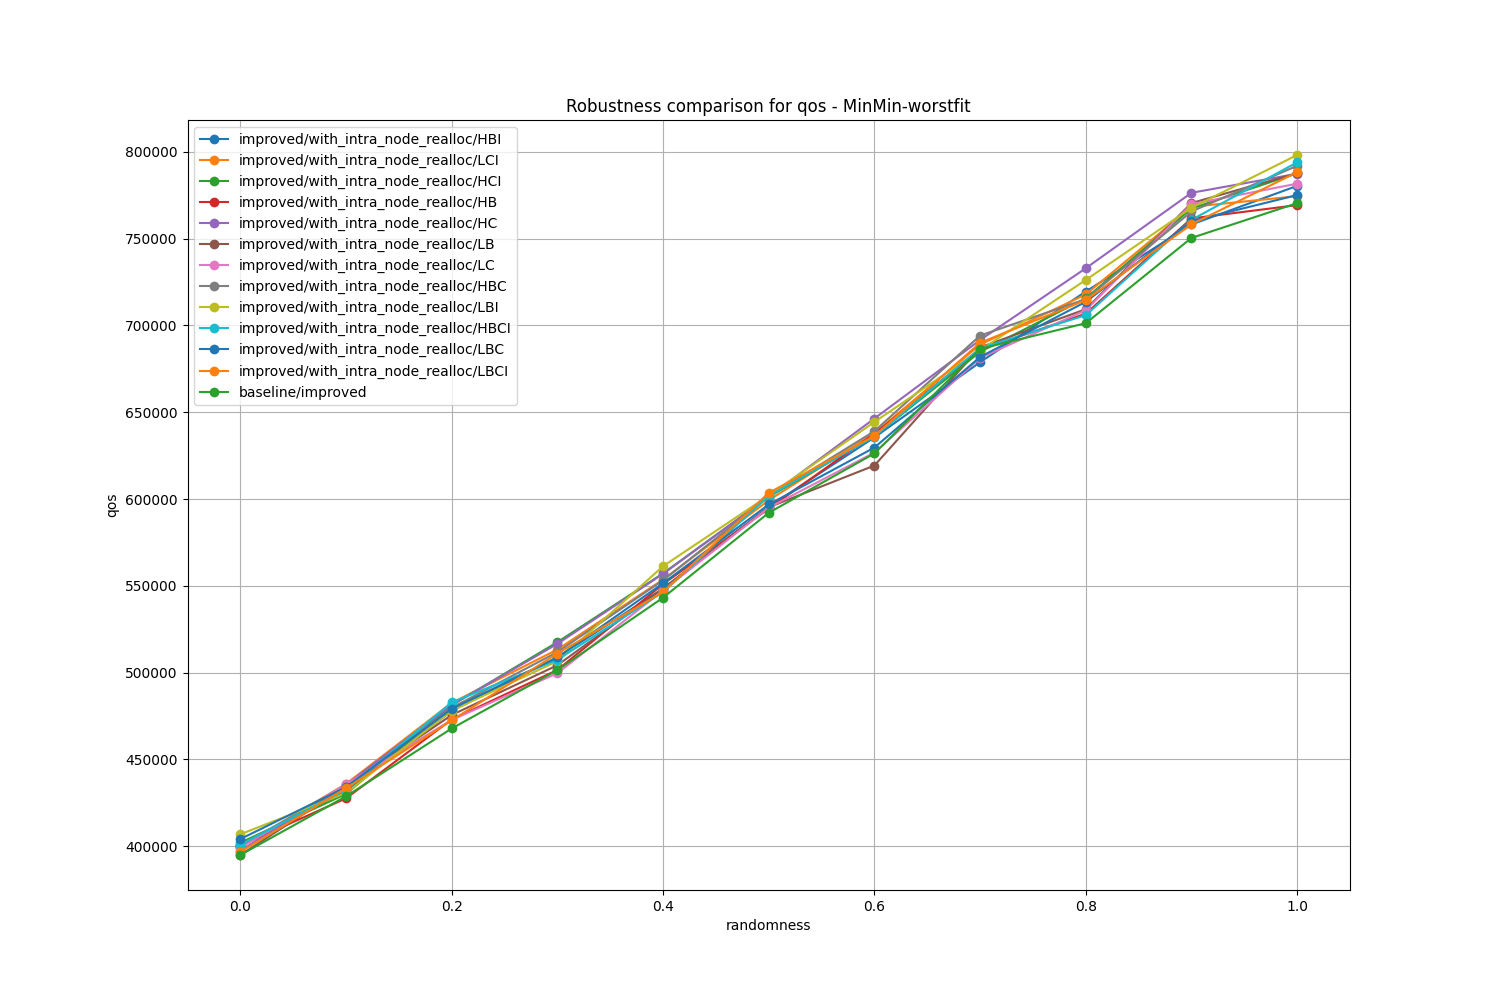 Robustness comparison for qos - MinMin-worstfit
improved/with_intra_node_realloc/HBI
improved/with_intra_node_realloc/LCI
improved/with_intra_node_realloc/HCI
improved/with_intra_node_realloc/HB
improved/with_intra_node_realloc/HC
improved/with_intra_node_realloc/LB
improved/with_intra_node_realloc/LC
improved/with_intra_node_realloc/HBC
improved/with_intra_node_realloc/LBI
improved/with_intra_node_realloc/HBCI
improved/with_intra_node_realloc/LBC
improved/with_intra_node_realloc/LBCI
baseline/improved
800000
750000
700000
650000
600000
550000
500000
450000
400000
qos
0.0 0.2 0.4 0.6 0.8 1.0
randomness